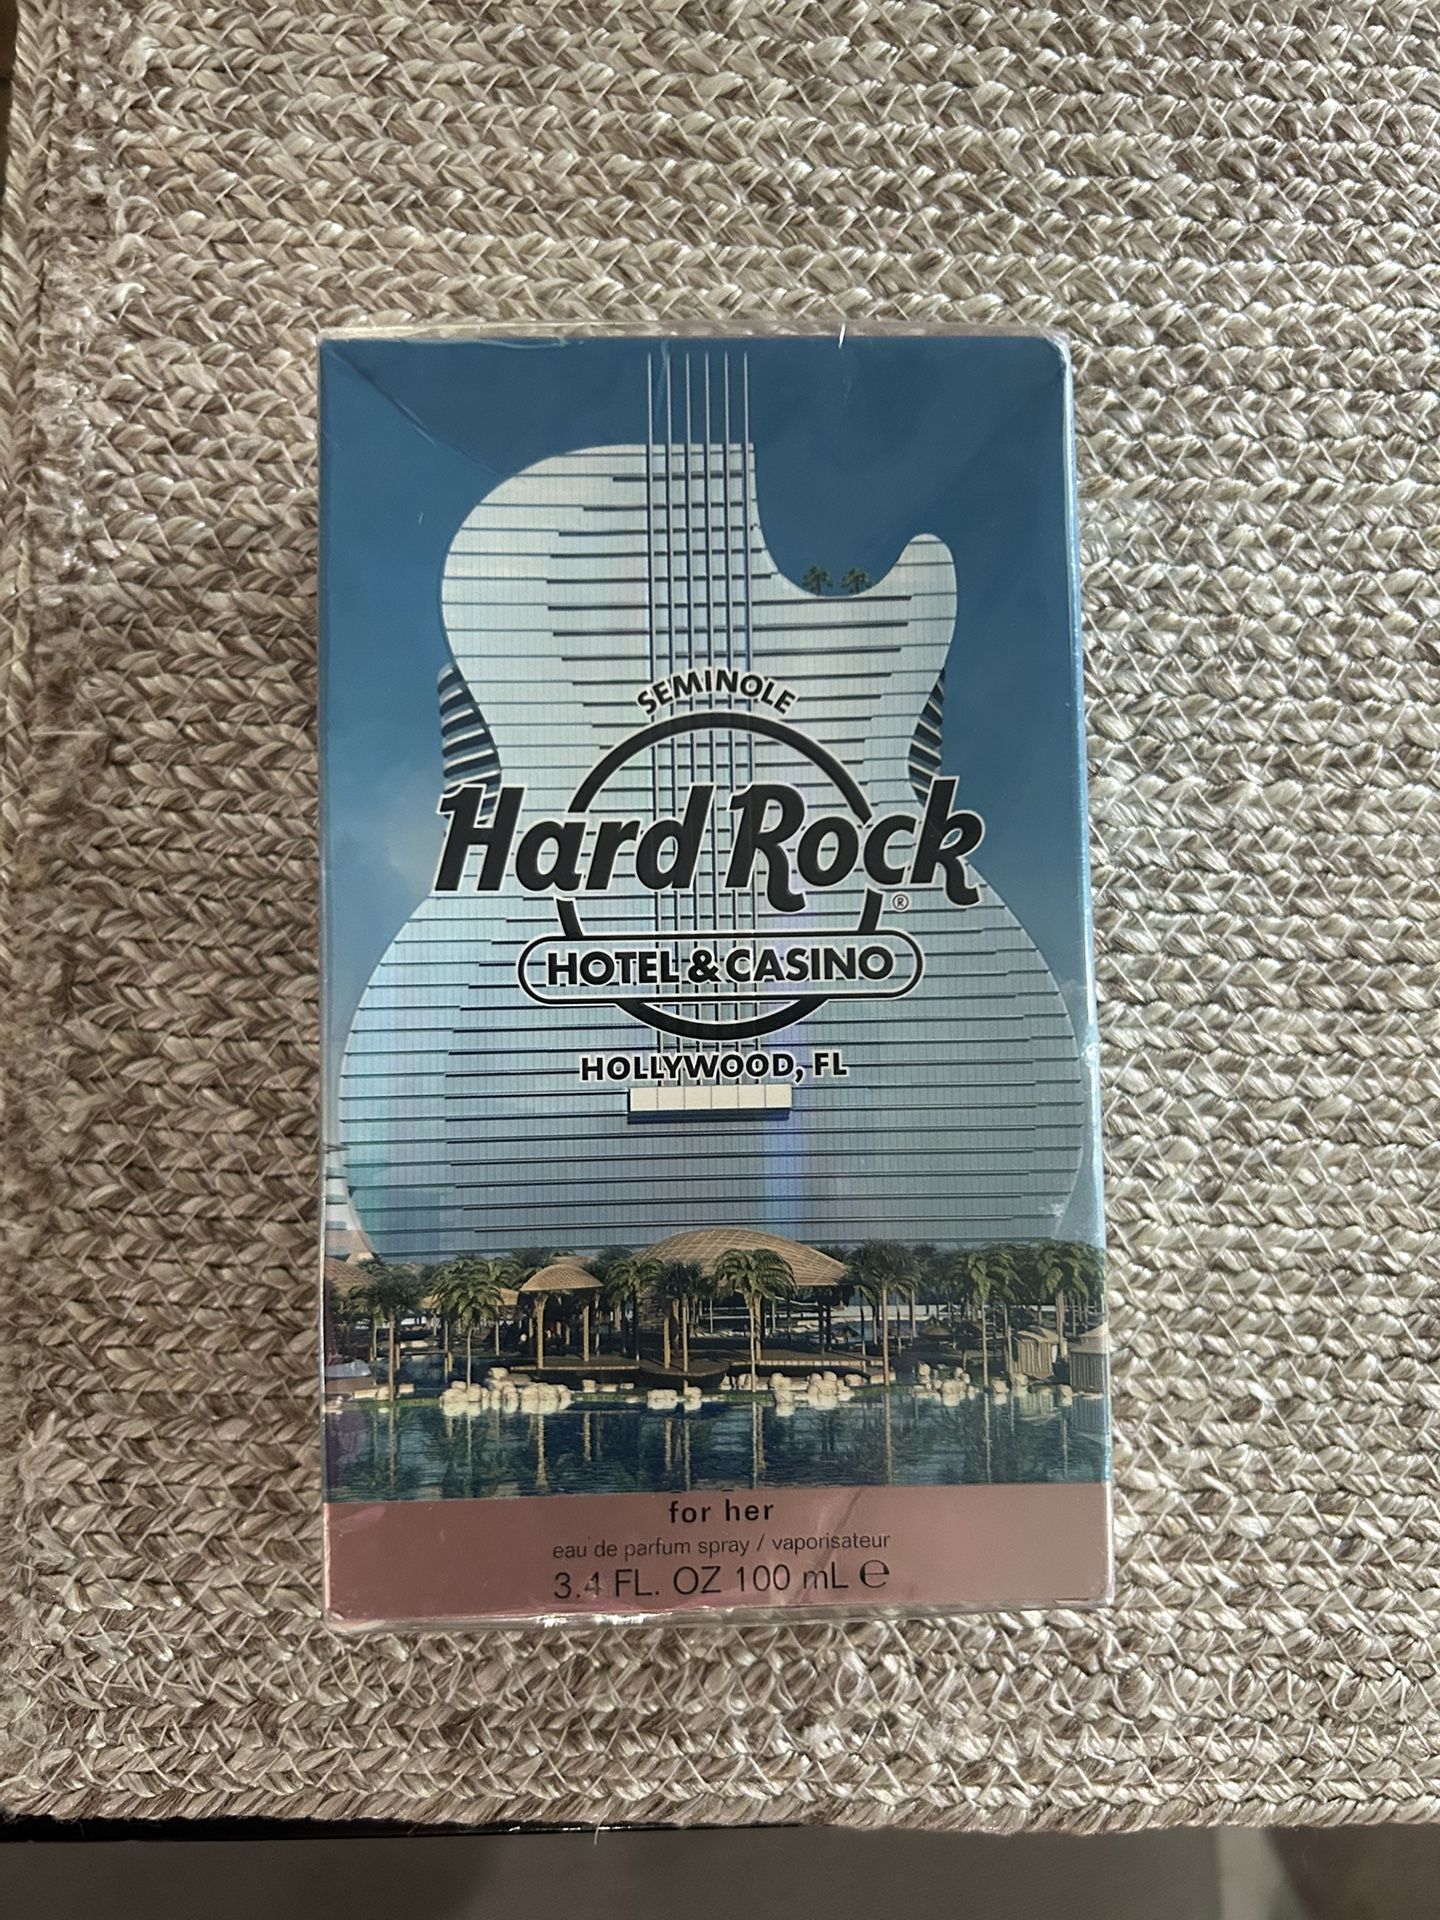 SEMINOLE
Hard Rock®
HOTEL & CASINO
HOLLYWOOD, FL
for her
eau de parfum spray / vaporisateur
3.4 FL. OZ 100 mL ℮